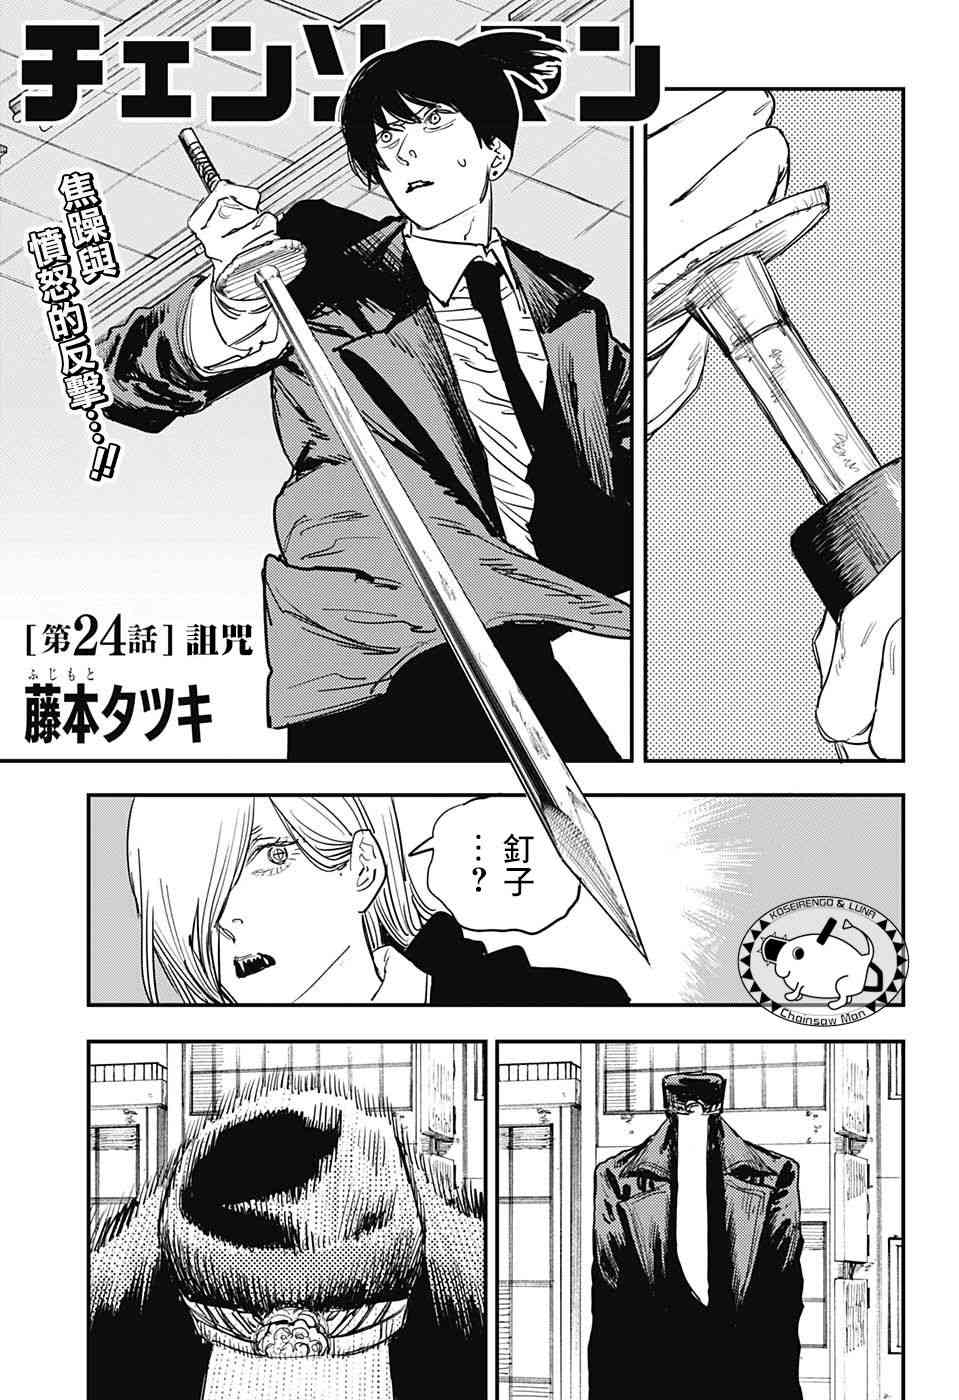 チェンソーマン
焦躁與
憤怒的反擊…!!
[第24話] 詛咒
ふじもと
藤本タツキ
釘子
…?
KOSEIRENGO & LUNA
Chainsaw Man